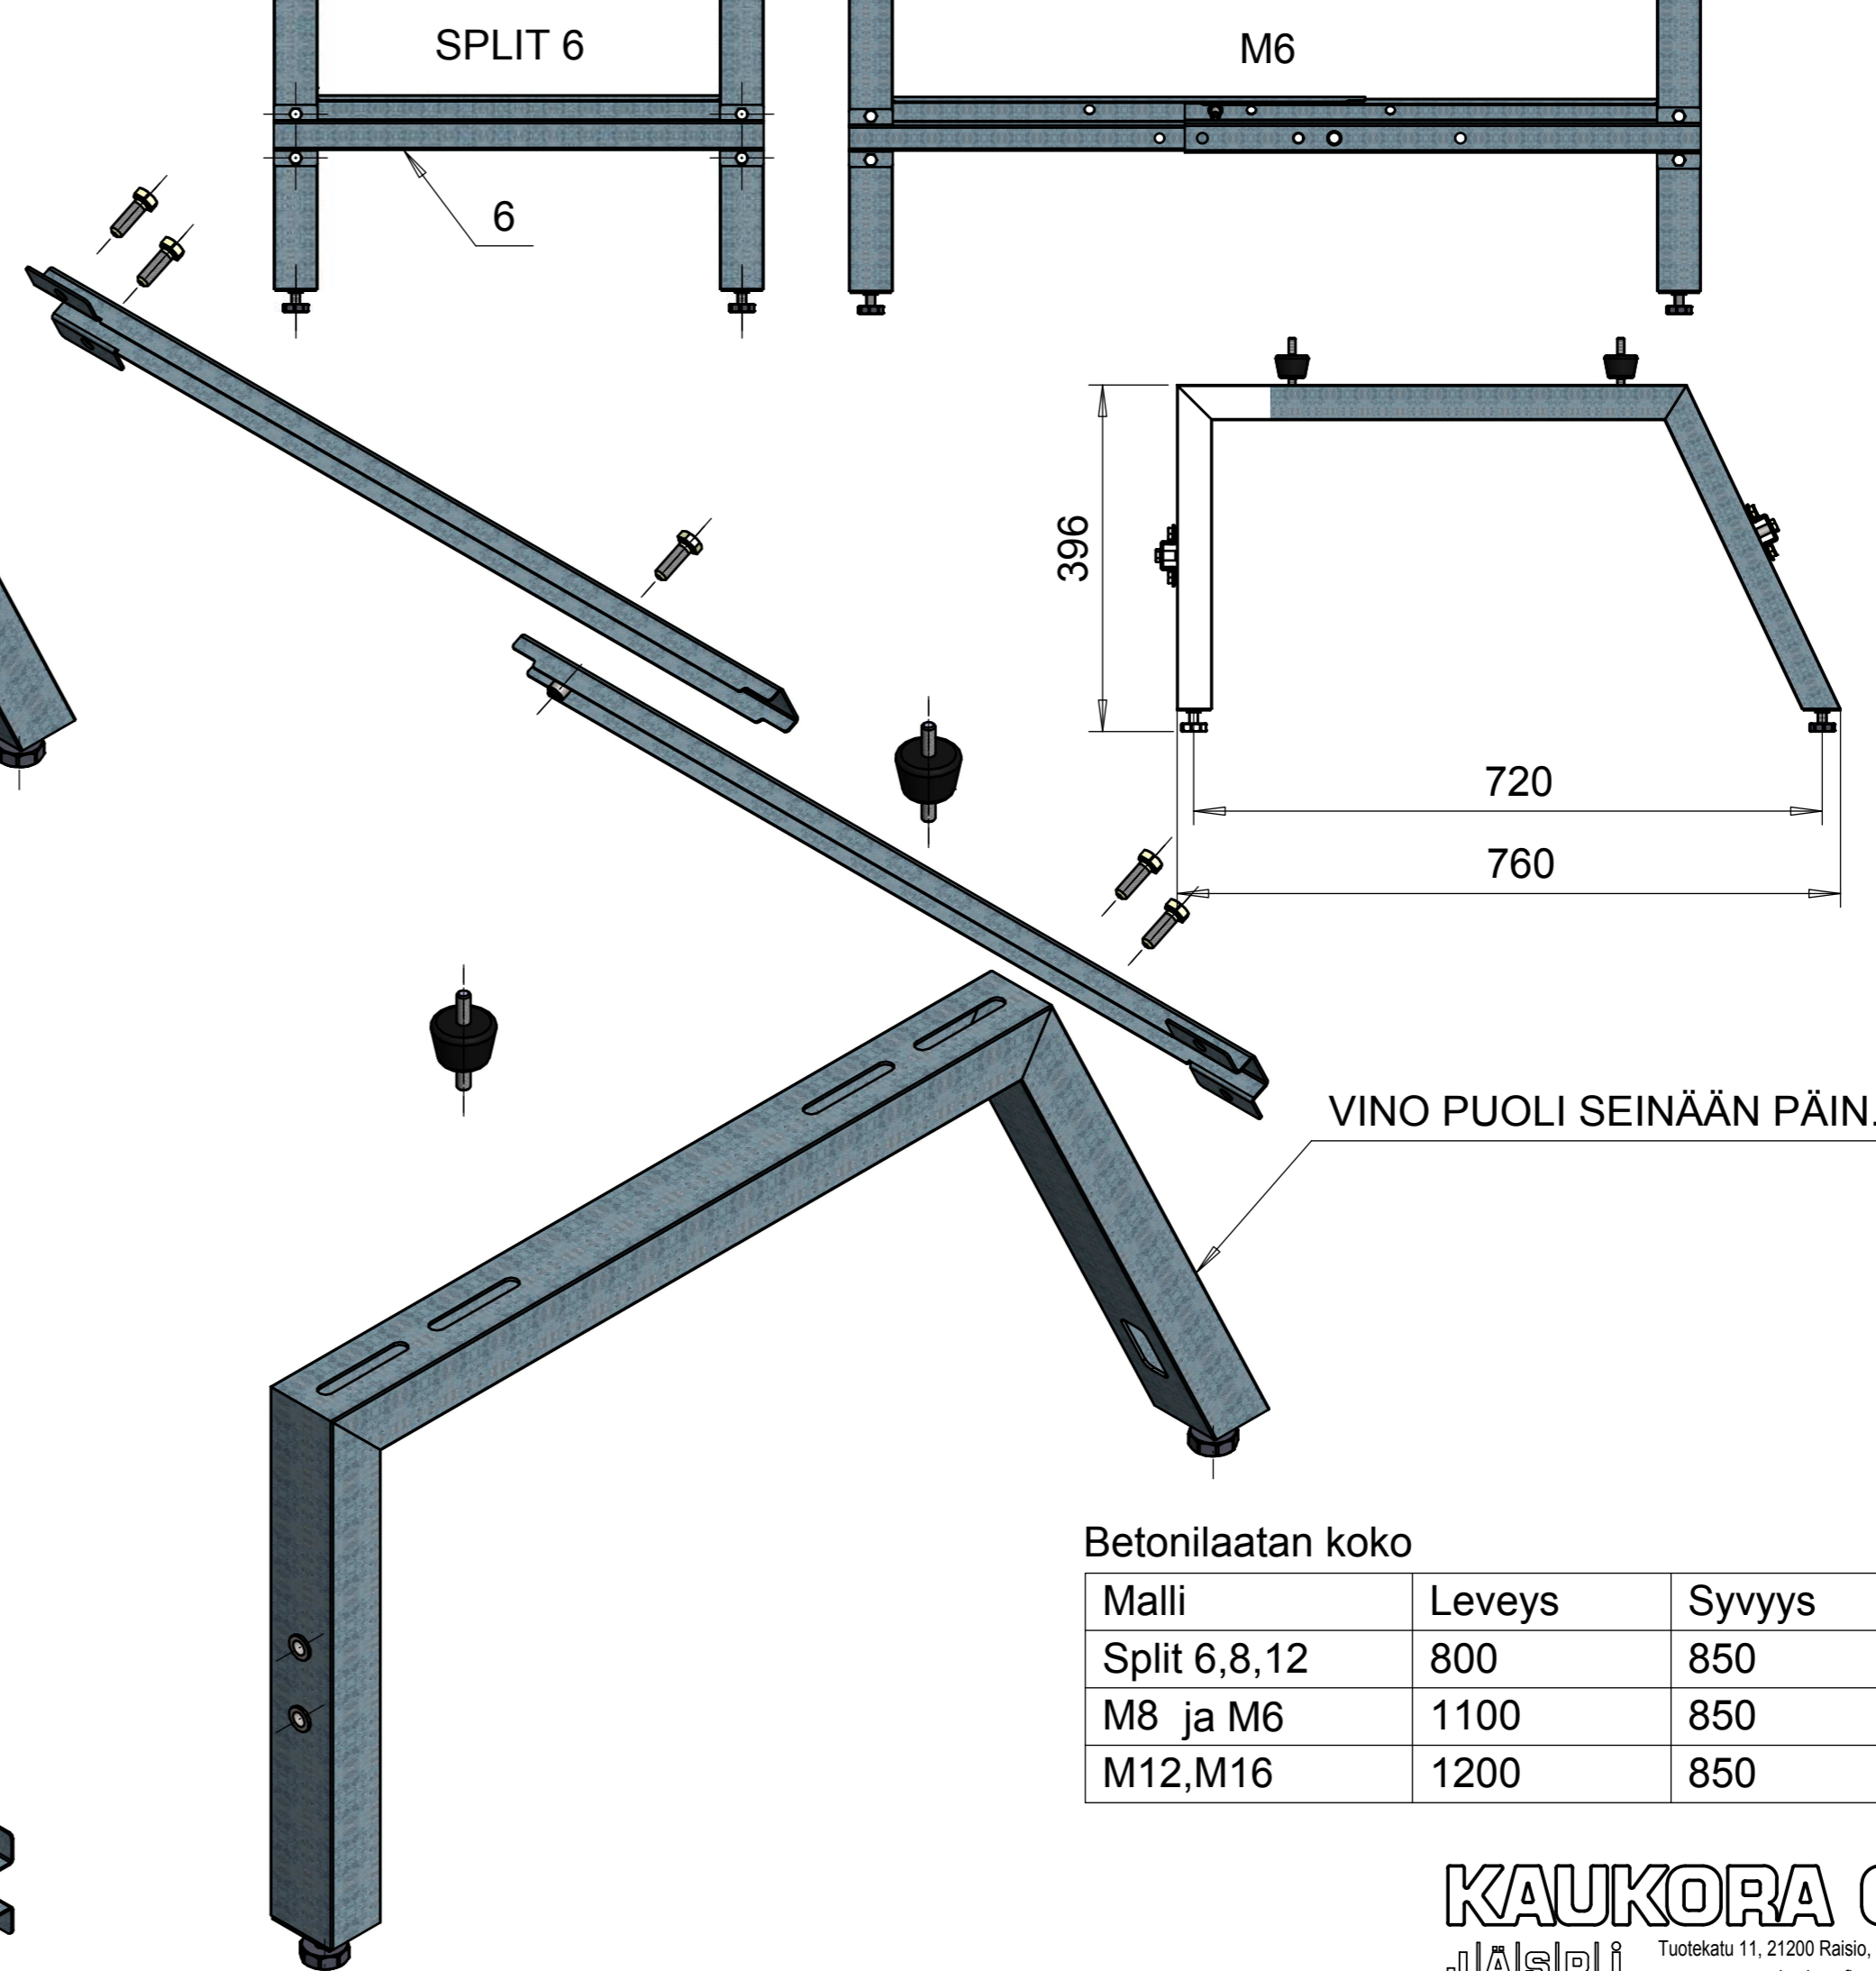 SPLIT 6
M6
6
396
720
760
VINO PUOLI SEINÄÄN PÄIN.
Betonilaatan koko
Malli Leveys Syvyys
Split 6,8,12 800 850
M8 ja M6 1100 850
M12,M16 1200 850
KAUKORA
JÄSPI Tuotekatu 11, 21200 Raisio,